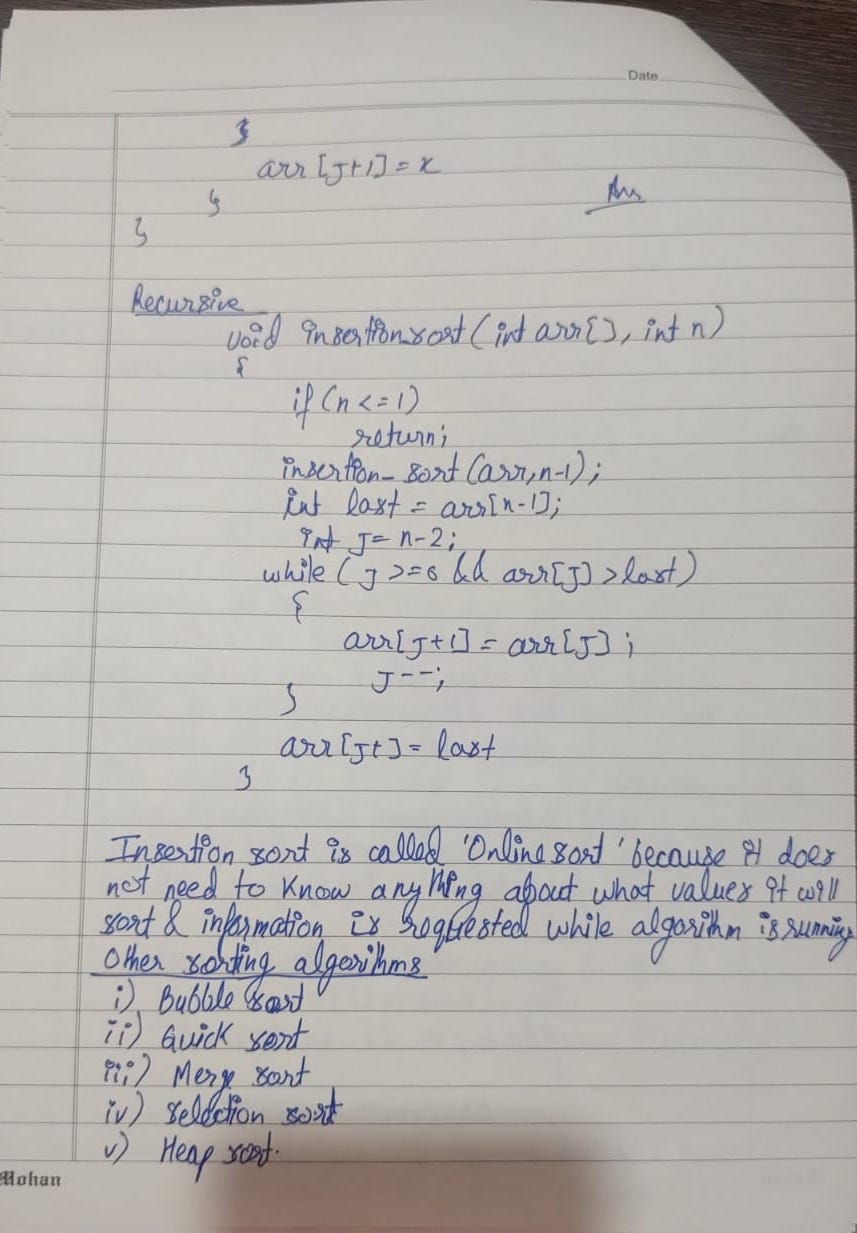 Date
}
arr[J+1] = x
}
Ans
}
Recursive
void insertion_sort(int arr[], int n)
{
if (n <= 1)
return;
insertion_sort(arr, n-1);
int last = arr[n-1];
int J = n-2;
while (J >= 0 && arr[J] > last)
{
arr[J+1] = arr[J];
J--;
}
arr[J+] = last
}
Insertion sort is called 'Online sort' because it does
not need to know anything about what values it will
sort & information is requested while algorithm is running
Other sorting algorithms
i) Bubble sort
ii) Quick sort
iii) Merge sort
iv) Selection sort
v) Heap sort.
Mohan